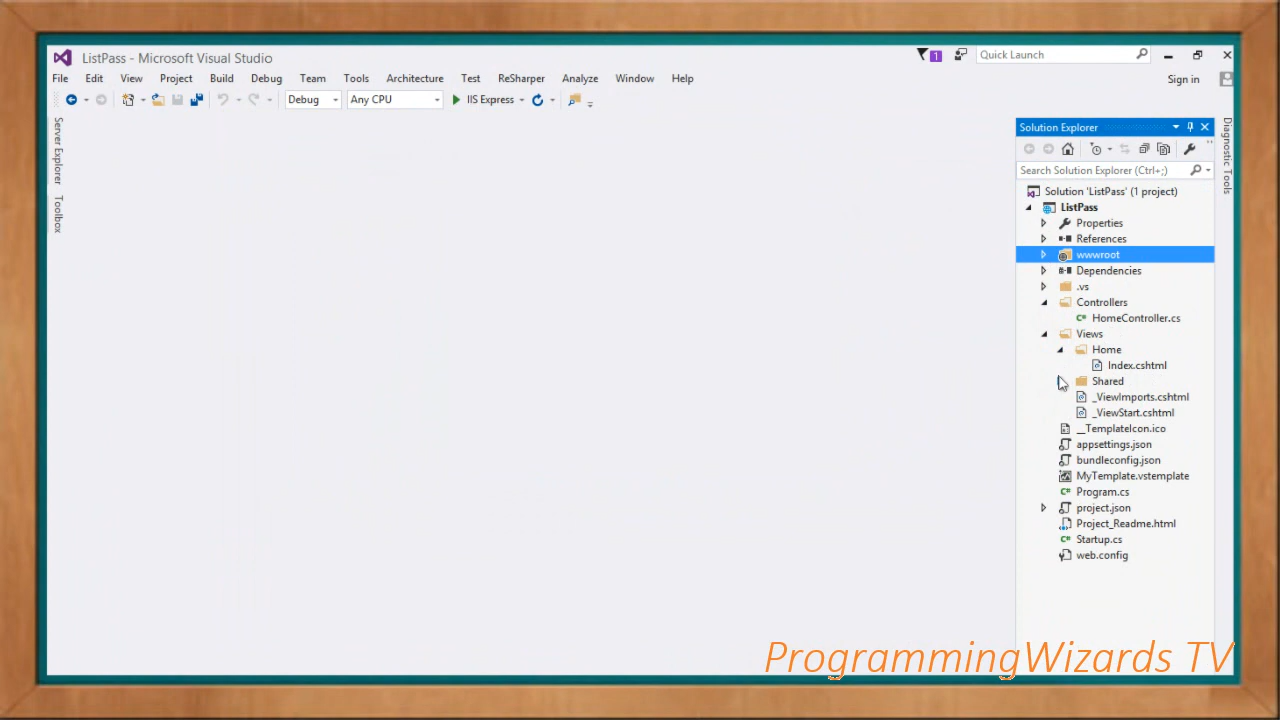 ListPass - Microsoft Visual Studio
1
Quick Launch
File Edit View Project Build Debug Team Tools Architecture Test ReSharper Analyze Window Help
Sign in
Debug Any CPU IIS Express
Server Explorer
Toolbox
Solution Explorer
Search Solution Explorer (Ctrl+;)
Solution 'ListPass' (1 project)
ListPass
Properties
References
wwwroot
Dependencies
.vs
Controllers
C# HomeController.cs
Views
Home
Index.cshtml
Shared
_ViewImports.cshtml
_ViewStart.cshtml
__TemplateIcon.ico
appsettings.json
bundleconfig.json
MyTemplate.vstemplate
C# Program.cs
project.json
Project_Readme.html
C# Startup.cs
web.config
Diagnostic Tools
ProgrammingWizards TV